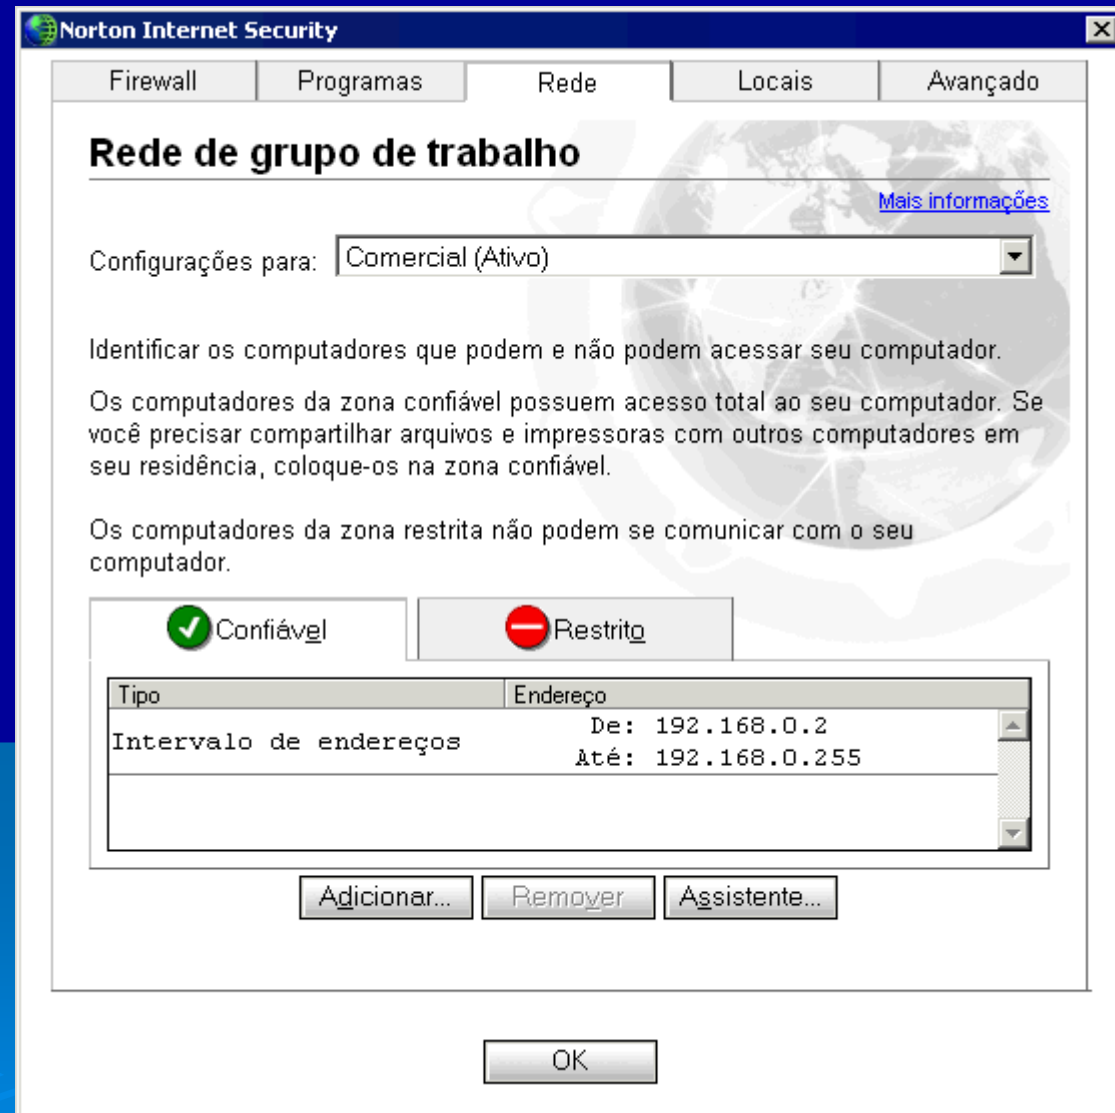 Norton Internet Security
Firewall Programas Rede Locais Avançado
Rede de grupo de trabalho
Mais informações
Configurações para: Comercial (Ativo)
Identificar os computadores que podem e não podem acessar seu computador.
Os computadores da zona confiável possuem acesso total ao seu computador. Se
você precisar compartilhar arquivos e impressoras com outros computadores em
seu residência, coloque-os na zona confiável.
Os computadores da zona restrita não podem se comunicar com o seu
computador.
Confiável Restrito
Tipo Endereço
Intervalo de endereços De: 192.168.0.2
Até: 192.168.0.255
Adicionar... Remover Assistente...
OK